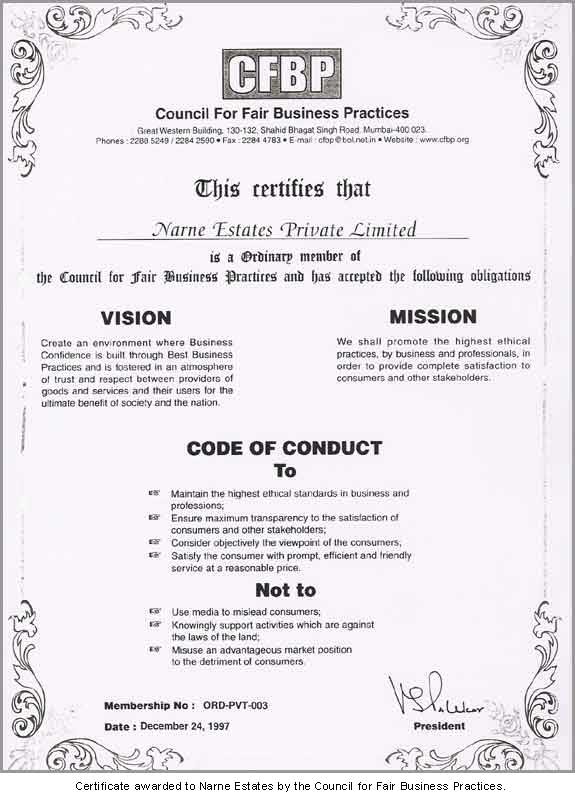 CFBP
Council For Fair Business Practices
Great Western Building, 130-132, Shahid Bhagat Singh Road, Mumbai-400 023.
Phones : 2288 5249 / 2284 2590 • Fax : 2284 4783 • E-mail : cfbp@bol.net.in • Website : www.cfbp.org
This certifies that
Narne Estates Private Limited
is a Ordinary member of
the Council for Fair Business Practices and has accepted the following obligations
VISION
Create an environment where Business
Confidence is built through Best Business
Practices and is fostered in an atmosphere
of trust and respect between providers of
goods and services and their users for the
ultimate benefit of society and the nation.
MISSION
We shall promote the highest ethical
practices, by business and professionals, in
order to provide complete satisfaction to
consumers and other stakeholders.
CODE OF CONDUCT
To
Maintain the highest ethical standards in business and
professions;
Ensure maximum transparency to the satisfaction of
consumers and other stakeholders;
Consider objectively the viewpoint of the consumers;
Satisfy the consumer with prompt, efficient and friendly
service at a reasonable price.
Not to
Use media to mislead consumers;
Knowingly support activities which are against
the laws of the land;
Misuse an advantageous market position
to the detriment of consumers.
Membership No : ORD-PVT-003
Date : December 24, 1997
President
Certificate awarded to Narne Estates by the Council for Fair Business Practices.